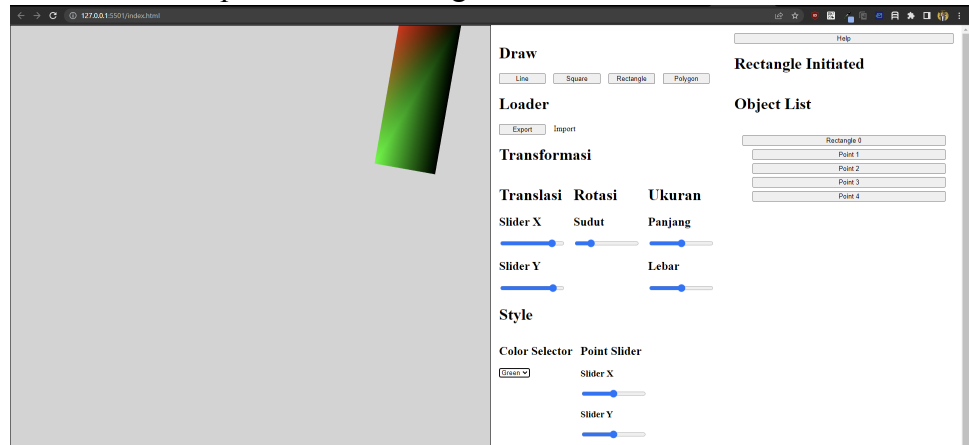 127.0.0.1:5501/index.html
Draw
Line Square Rectangle Polygon
Loader
Export Import
Transformasi
Translasi Rotasi Ukuran
Slider X Sudut Panjang
Slider Y Lebar
Style
Color Selector Point Slider
Green Slider X
Slider Y
Help
Rectangle Initiated
Object List
Rectangle 0
Point 1
Point 2
Point 3
Point 4